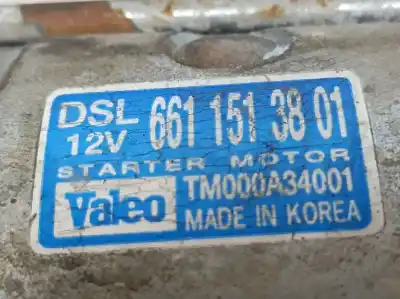 DSL 661 151 38 01
12V
STARTER MOTOR
Valeo TM000A34001
MADE IN KOREA